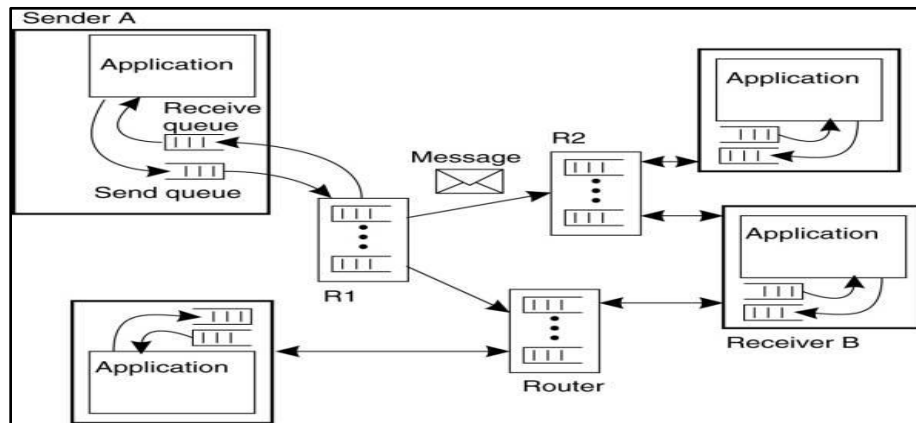 Sender A
Application
Receive
queue
Send queue
Message
R1
R2
Application
Application
Receiver B
Router
Application